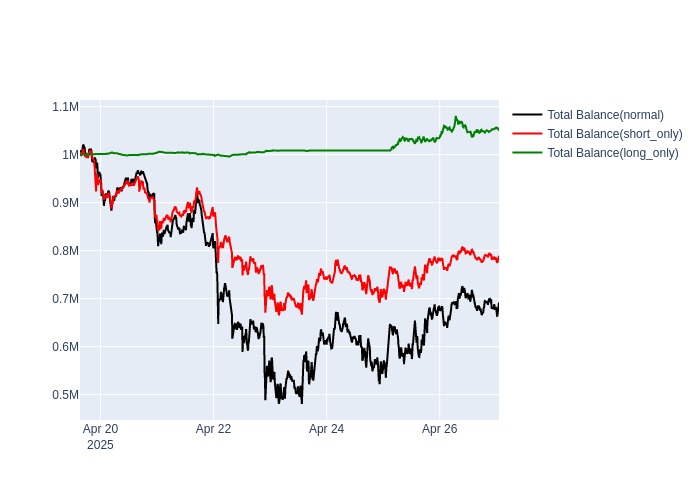 1.1M
1M
0.9M
0.8M
0.7M
0.6M
0.5M
Apr 20
2025
Apr 22
Apr 24
Apr 26
Total Balance(normal)
Total Balance(short_only)
Total Balance(long_only)